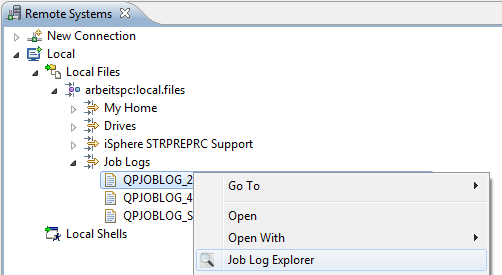 Remote Systems
New Connection
Local
Local Files
arbeitspc:local.files
My Home
Drives
iSphere STRPREPRC Support
Job Logs
QPJOBLOG_2
QPJOBLOG_4
QPJOBLOG_S
Local Shells
Go To
Open
Open With
Job Log Explorer